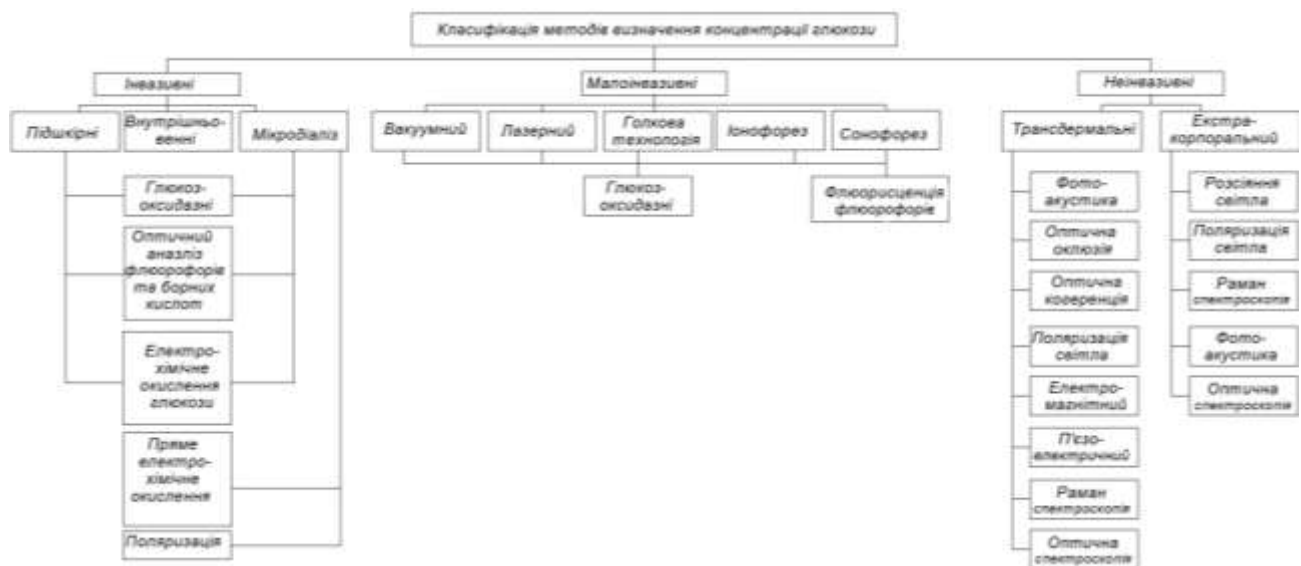 Класифікація методів визначення концентрації глюкози
Інвазивні
Малоінвазивні
Неінвазивні
Підшкірні
Внутрішньо-
венні
Мікродіаліз
Вакуумний
Лазерний
Голкова
технологія
Іонофорез
Сонофорез
Трансдермальні
Екстра-
корпоральний
Глюкоз-
оксидазні
Оптичний
аналіз
флюорофорів
та борних
кислот
Електро-
хімічне
окислення
глюкози
Пряме
електро-
хімічне
окислення
Поляризація
Глюкоз-
оксидазні
Флюорисценція
флюорофорів
Фото-
акустика
Оптична
оклюзія
Оптична
когеренція
Поляризація
світла
Електро-
магнітний
П'єзо-
електричний
Раман
спектроскопія
Оптична
спектроскопія
Розсіяння
світла
Поляризація
світла
Раман
спектроскопія
Фото-
акустика
Оптична
спектроскопія